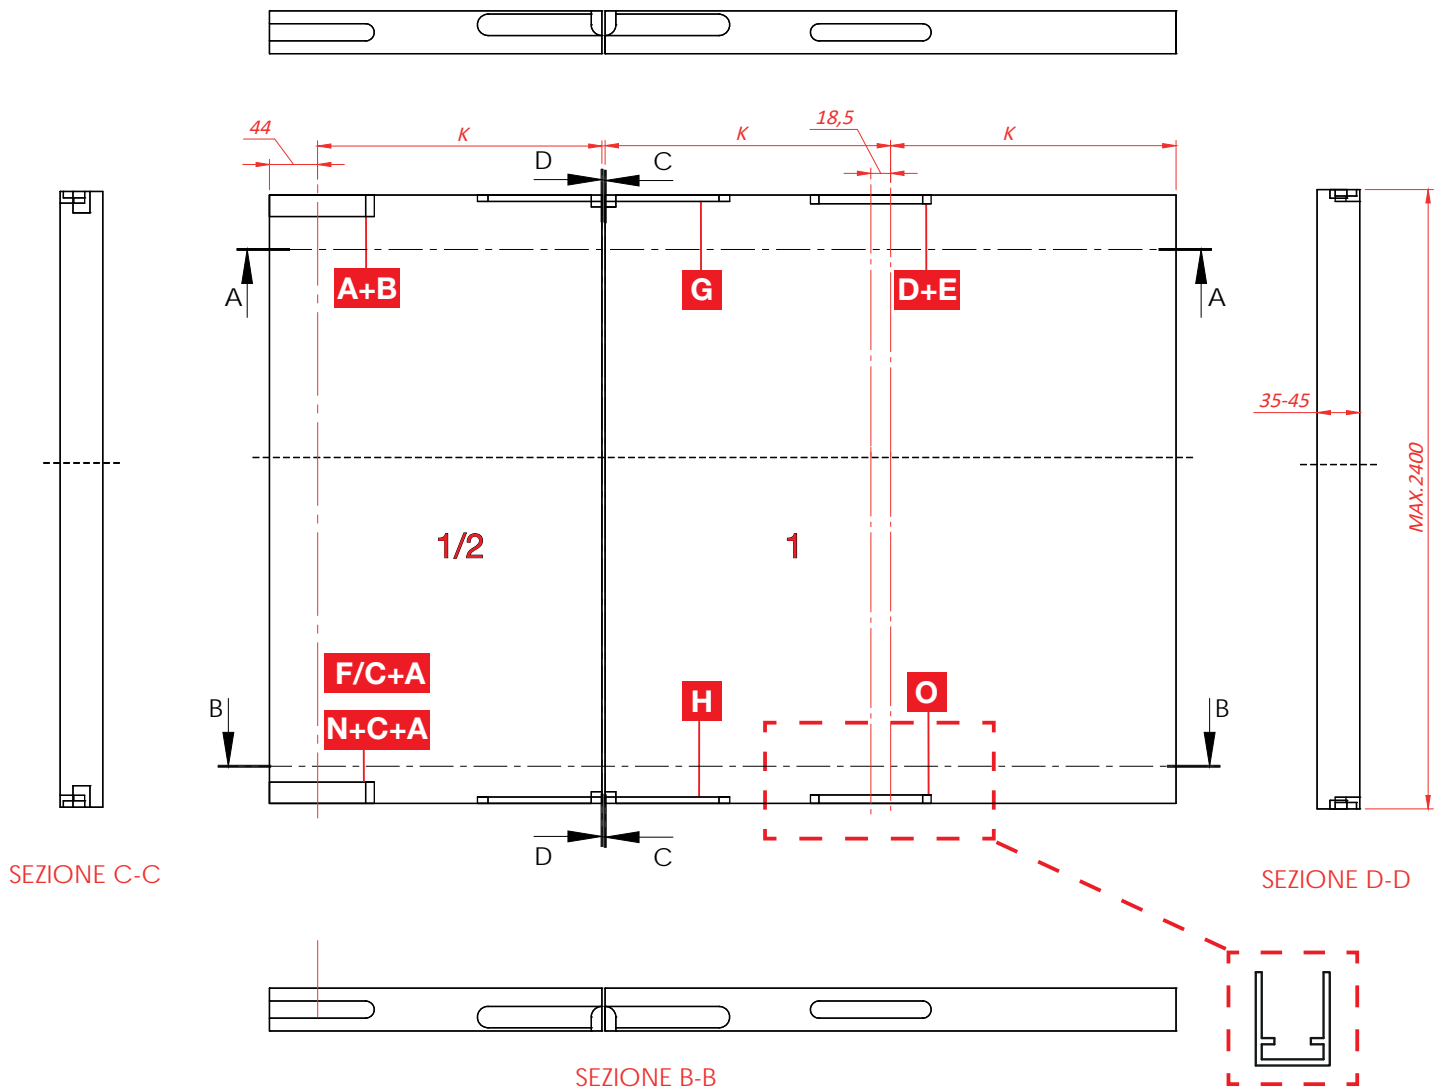 44
K
K
18,5
K
D
C
A
A
A+B
G
D+E
35-45
MAX.2400
1/2
1
F/C+A
N+C+A
H
O
B
B
D
C
SEZIONE C-C
SEZIONE D-D
SEZIONE B-B